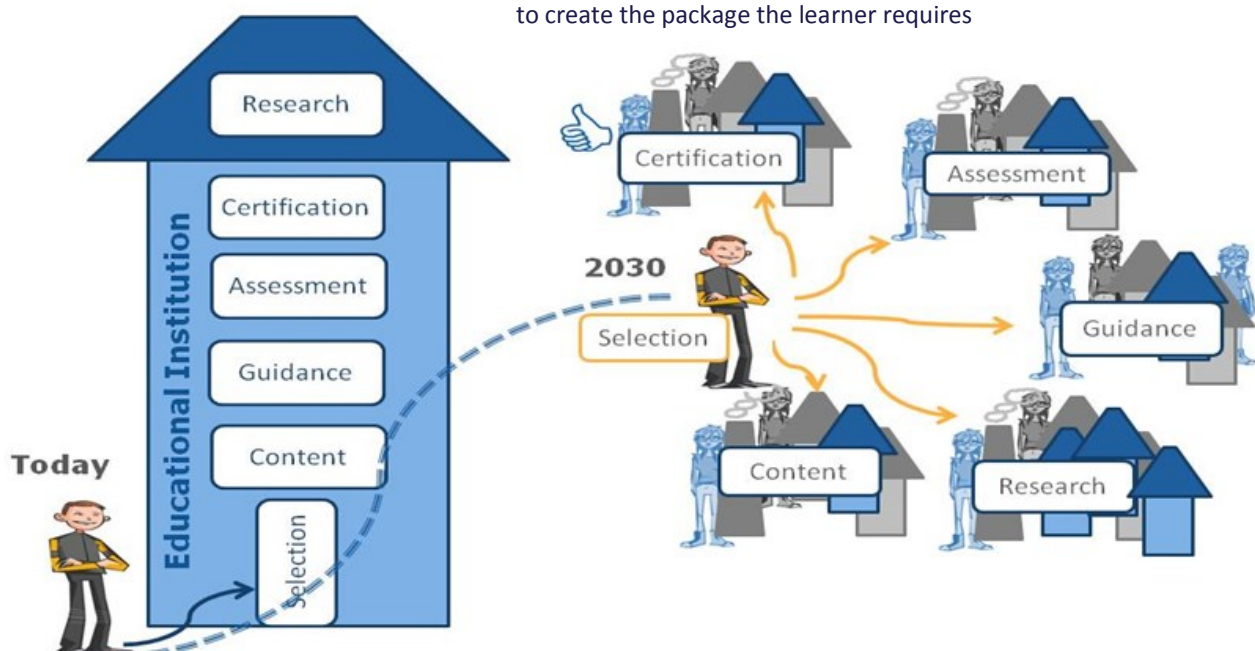 to create the package the learner requires
Research
Certification
Assessment
Guidance
Content
Selection
Educational Institution
Today
2030
Selection
Certification
Assessment
Guidance
Content
Research